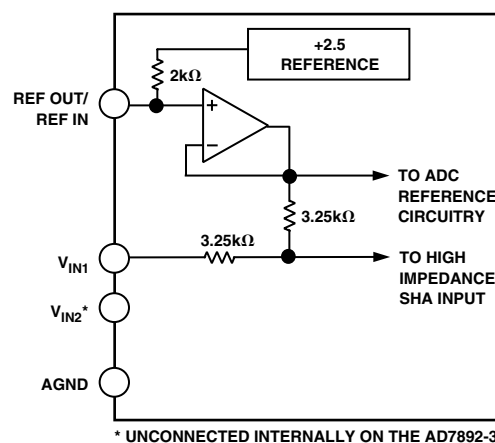 +2.5
REFERENCE
2kΩ
REF OUT/
REF IN
+
−
TO ADC
REFERENCE
CIRCUITRY
3.25kΩ
3.25kΩ
VIN1
TO HIGH
IMPEDANCE
SHA INPUT
VIN2*
AGND
* UNCONNECTED INTERNALLY ON THE AD7892-3